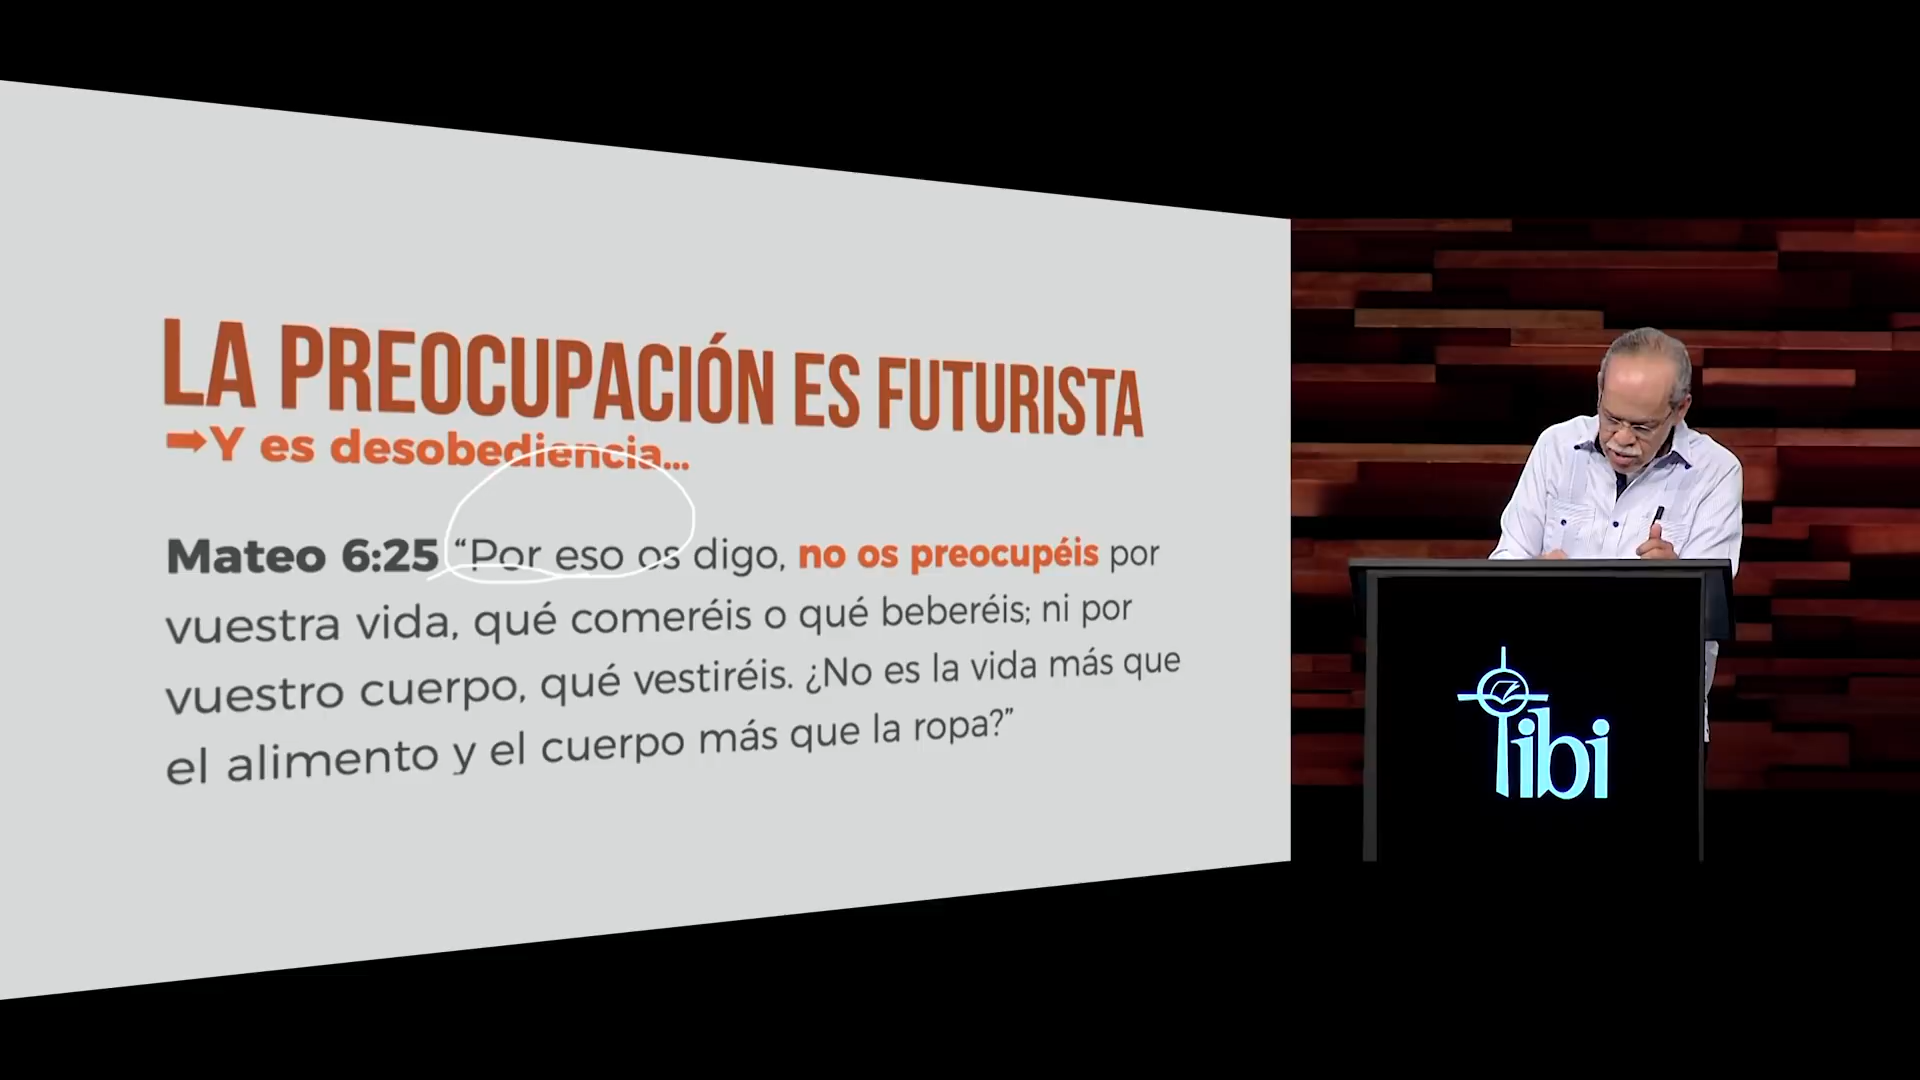 LA PREOCUPACIÓN ES FUTURISTA
➡Y es desobediencia...
Mateo 6:25 “Por eso os digo, no os preocupéis por
vuestra vida, qué comeréis o qué beberéis; ni por
vuestro cuerpo, qué vestiréis. ¿No es la vida más que
el alimento y el cuerpo más que la ropa?”
ibi